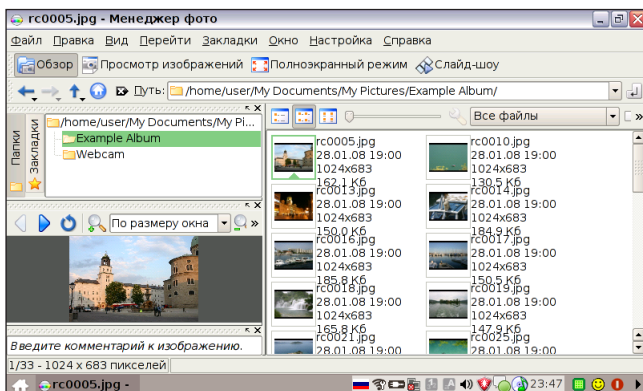 rc0005.jpg - Менеджер фото
Файл Правка Вид Перейти Закладки Окно Настройка Справка
Обзор Просмотр изображений Полноэкранный режим Слайд-шоу
Путь: /home/user/My Documents/My Pictures/Example Album/
Папки
Закладки
/home/user/My Documents/My Pi...
Example Album
Webcam
Все файлы
rc0005.jpg
28.01.08 19:00
1024x683
162.1 Кб
rc0010.jpg
28.01.08 19:00
1024x683
130.5 Кб
rc0013.jpg
28.01.08 19:00
1024x683
150.0 Кб
rc0014.jpg
28.01.08 19:00
1024x683
184.9 Кб
rc0016.jpg
28.01.08 19:00
1024x683
185.8 Кб
rc0017.jpg
28.01.08 19:00
1024x683
150.5 Кб
rc0018.jpg
28.01.08 19:00
1024x683
165.8 Кб
rc0019.jpg
28.01.08 19:00
1024x683
147.9 Кб
rc0021.jpg
28.01.08 19:00
rc0025.jpg
28.01.08 19:00
По размеру окна
Введите комментарий к изображению.
1/33 - 1024 x 683 пикселей
rc0005.jpg -
23:47